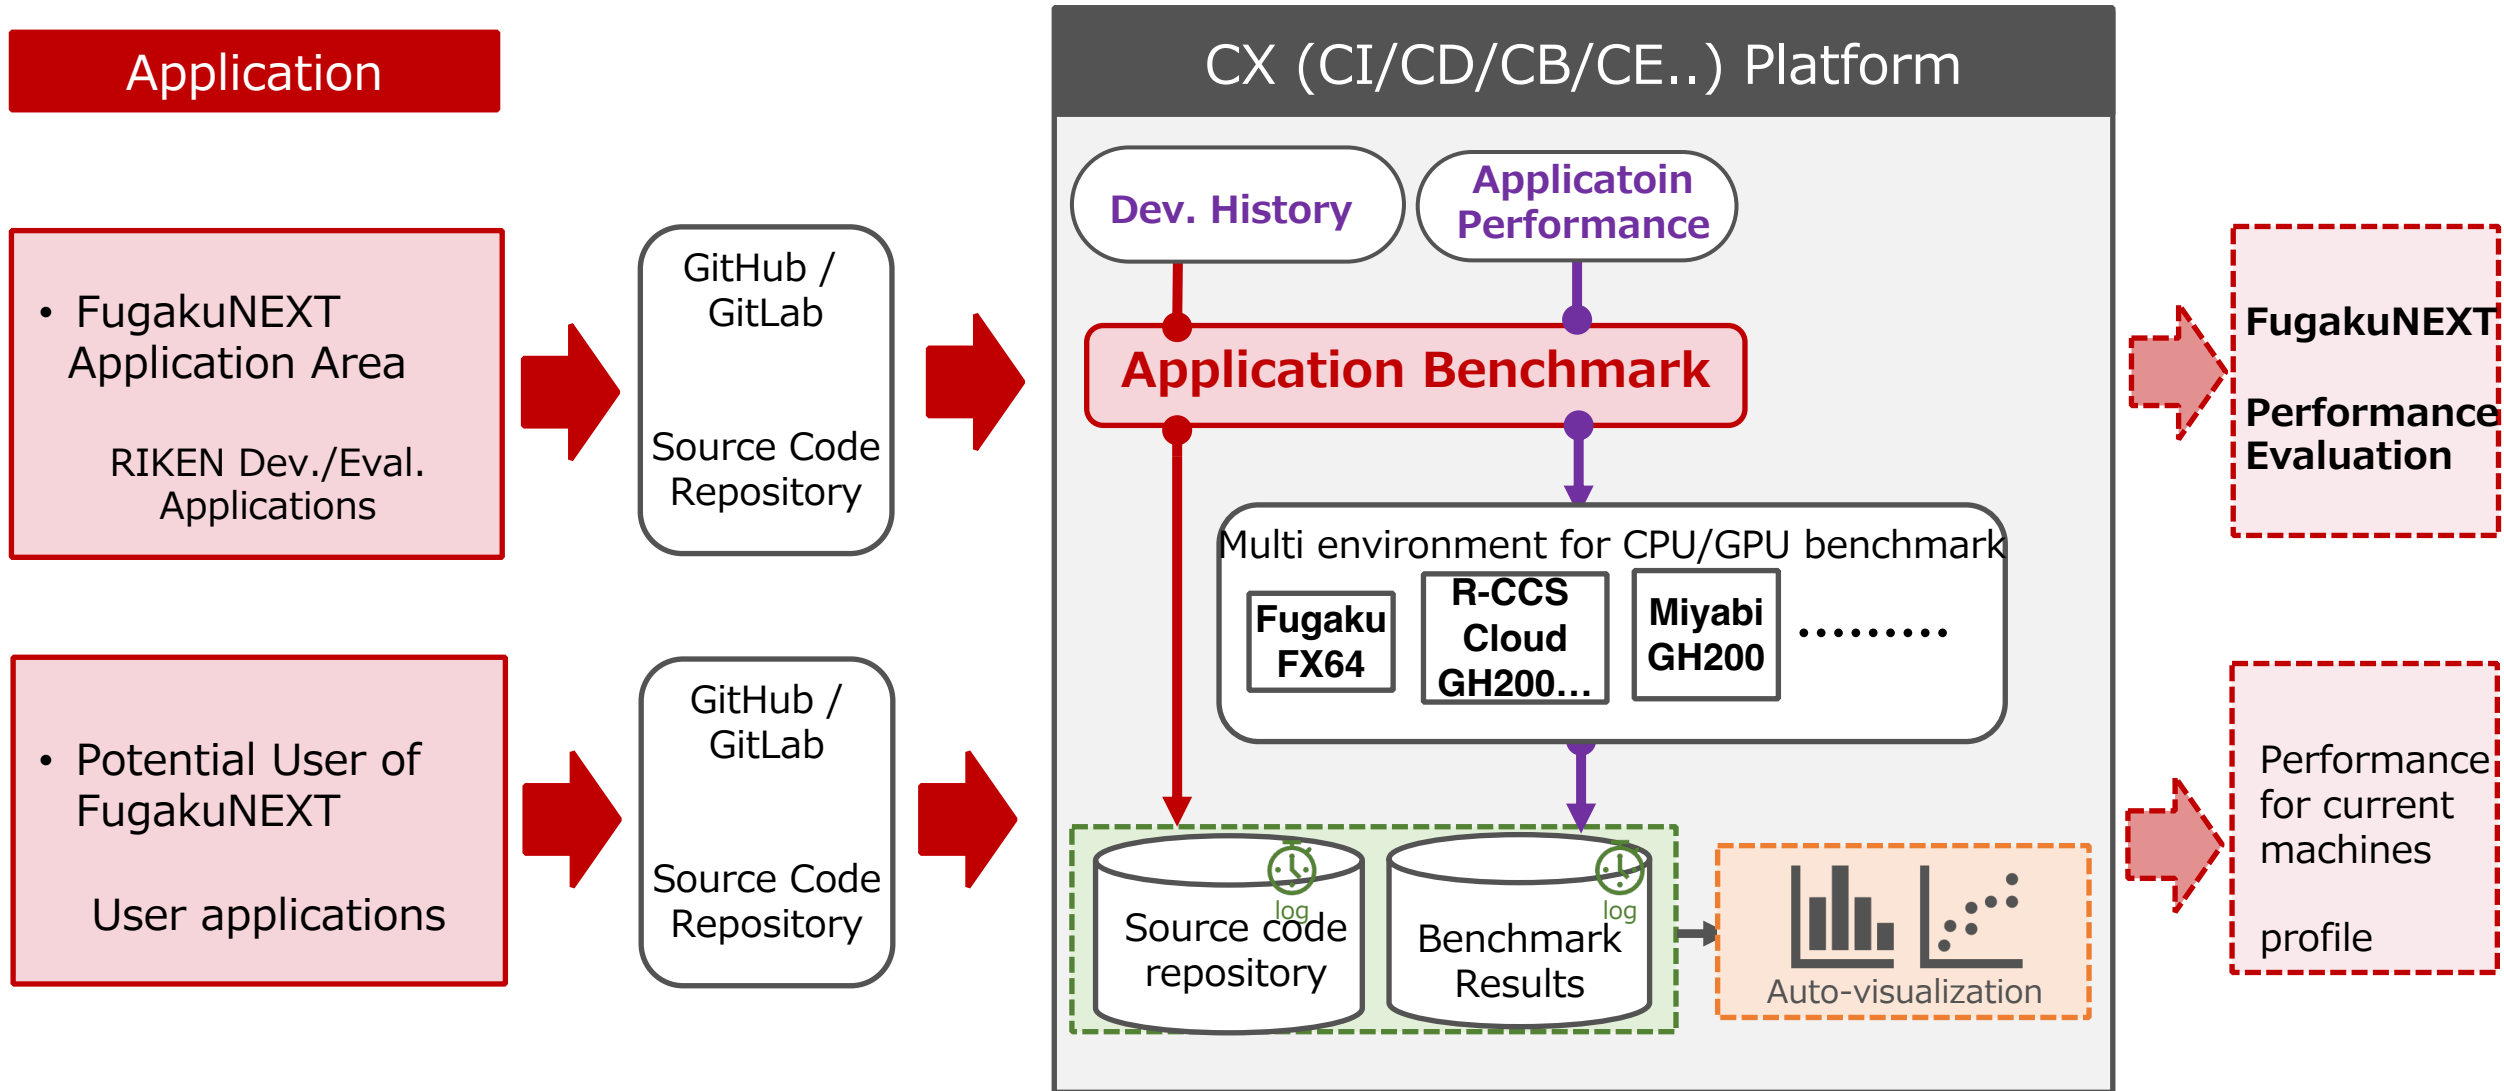 Application
• FugakuNEXT
Application Area
RIKEN Dev./Eval.
Applications
• Potential User of
FugakuNEXT
User applications
GitHub /
GitLab
Source Code
Repository
GitHub /
GitLab
Source Code
Repository
CX (CI/CD/CB/CE..) Platform
Dev. History
Applicatoin
Performance
Application Benchmark
Multi environment for CPU/GPU benchmark
Fugaku
FX64
R-CCS
Cloud
GH200...
Miyabi
GH200
·········
log
Source code
repository
log
Benchmark
Results
Auto-visualization
FugakuNEXT
Performance
Evaluation
Performance
for current
machines
profile